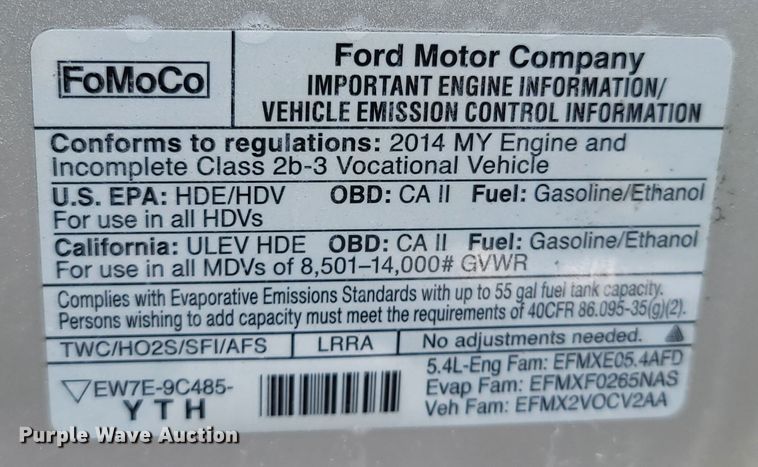 FoMoCo
Ford Motor Company
IMPORTANT ENGINE INFORMATION/
VEHICLE EMISSION CONTROL INFORMATION
Conforms to regulations: 2014 MY Engine and
Incomplete Class 2b-3 Vocational Vehicle
U.S. EPA: HDE/HDV OBD: CA II Fuel: Gasoline/Ethanol
For use in all HDVs
California: ULEV HDE OBD: CA II Fuel: Gasoline/Ethanol
For use in all MDVs of 8,501–14,000# GVWR
Complies with Evaporative Emissions Standards with up to 55 gal fuel tank capacity.
Persons wishing to add capacity must meet the requirements of 40CFR 86.095-35(g)(2).
TWC/HO2S/SFI/AFS LRRA No adjustments needed.
EW7E-9C485-
YTH
5.4L-Eng Fam: EFMXE05.4AFD
Evap Fam: EFMXF0265NAS
Veh Fam: EFMX2VOCV2AA
Purple Wave Auction